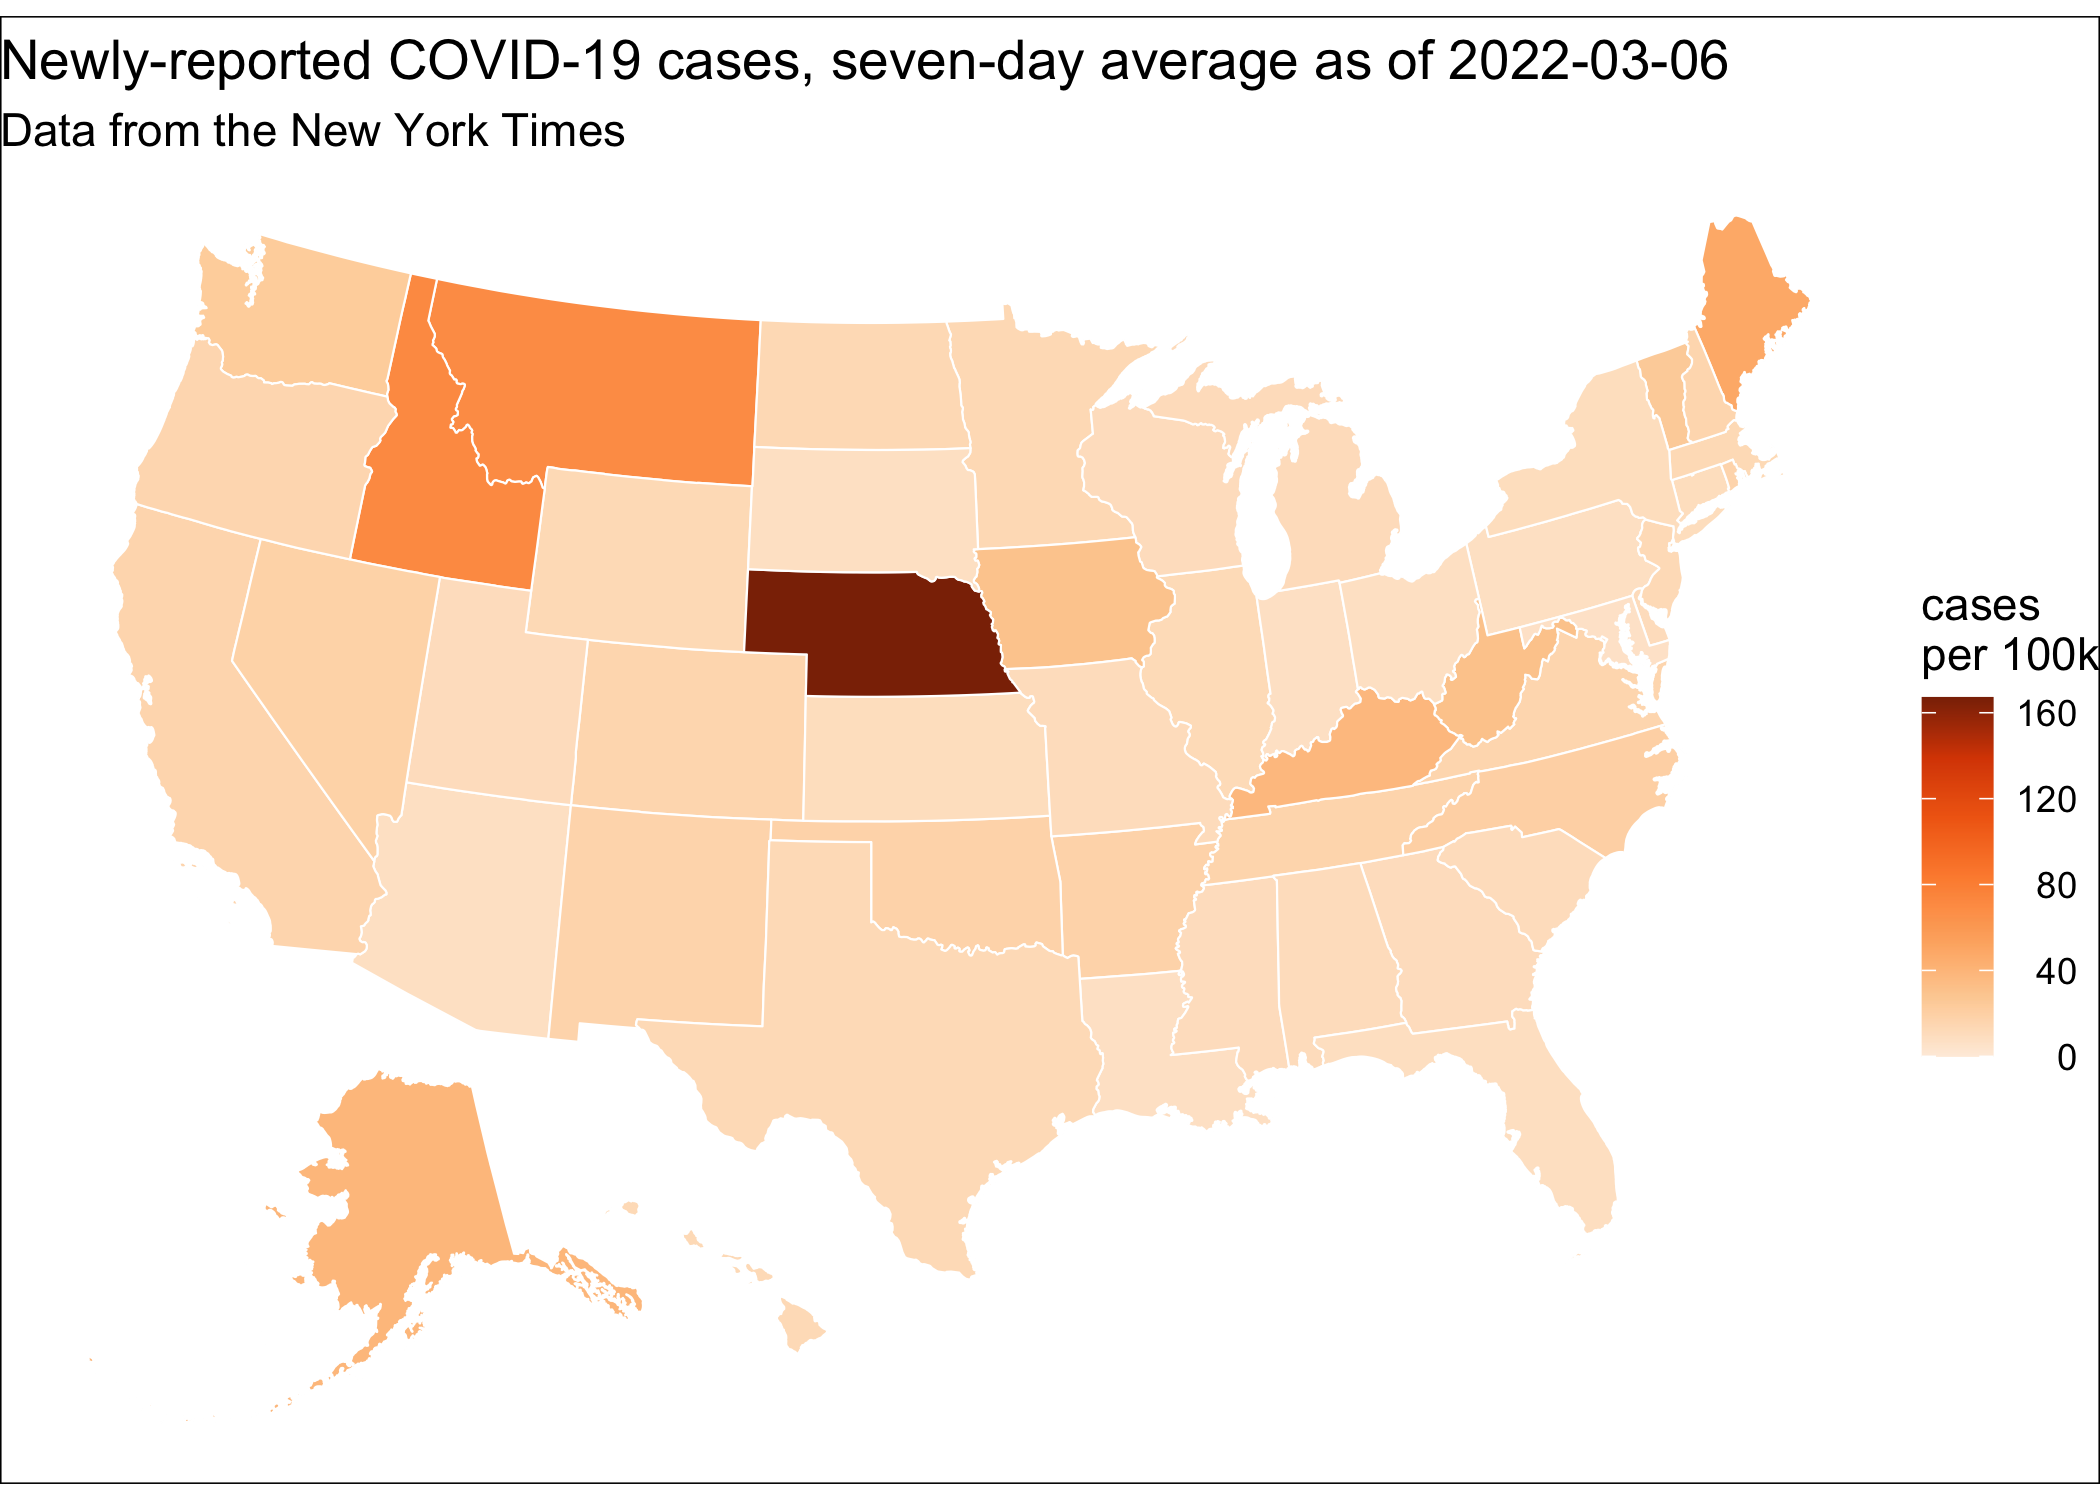 Newly-reported COVID-19 cases, seven-day average as of 2022-03-06
Data from the New York Times
cases
per 100k
160
120
80
40
0